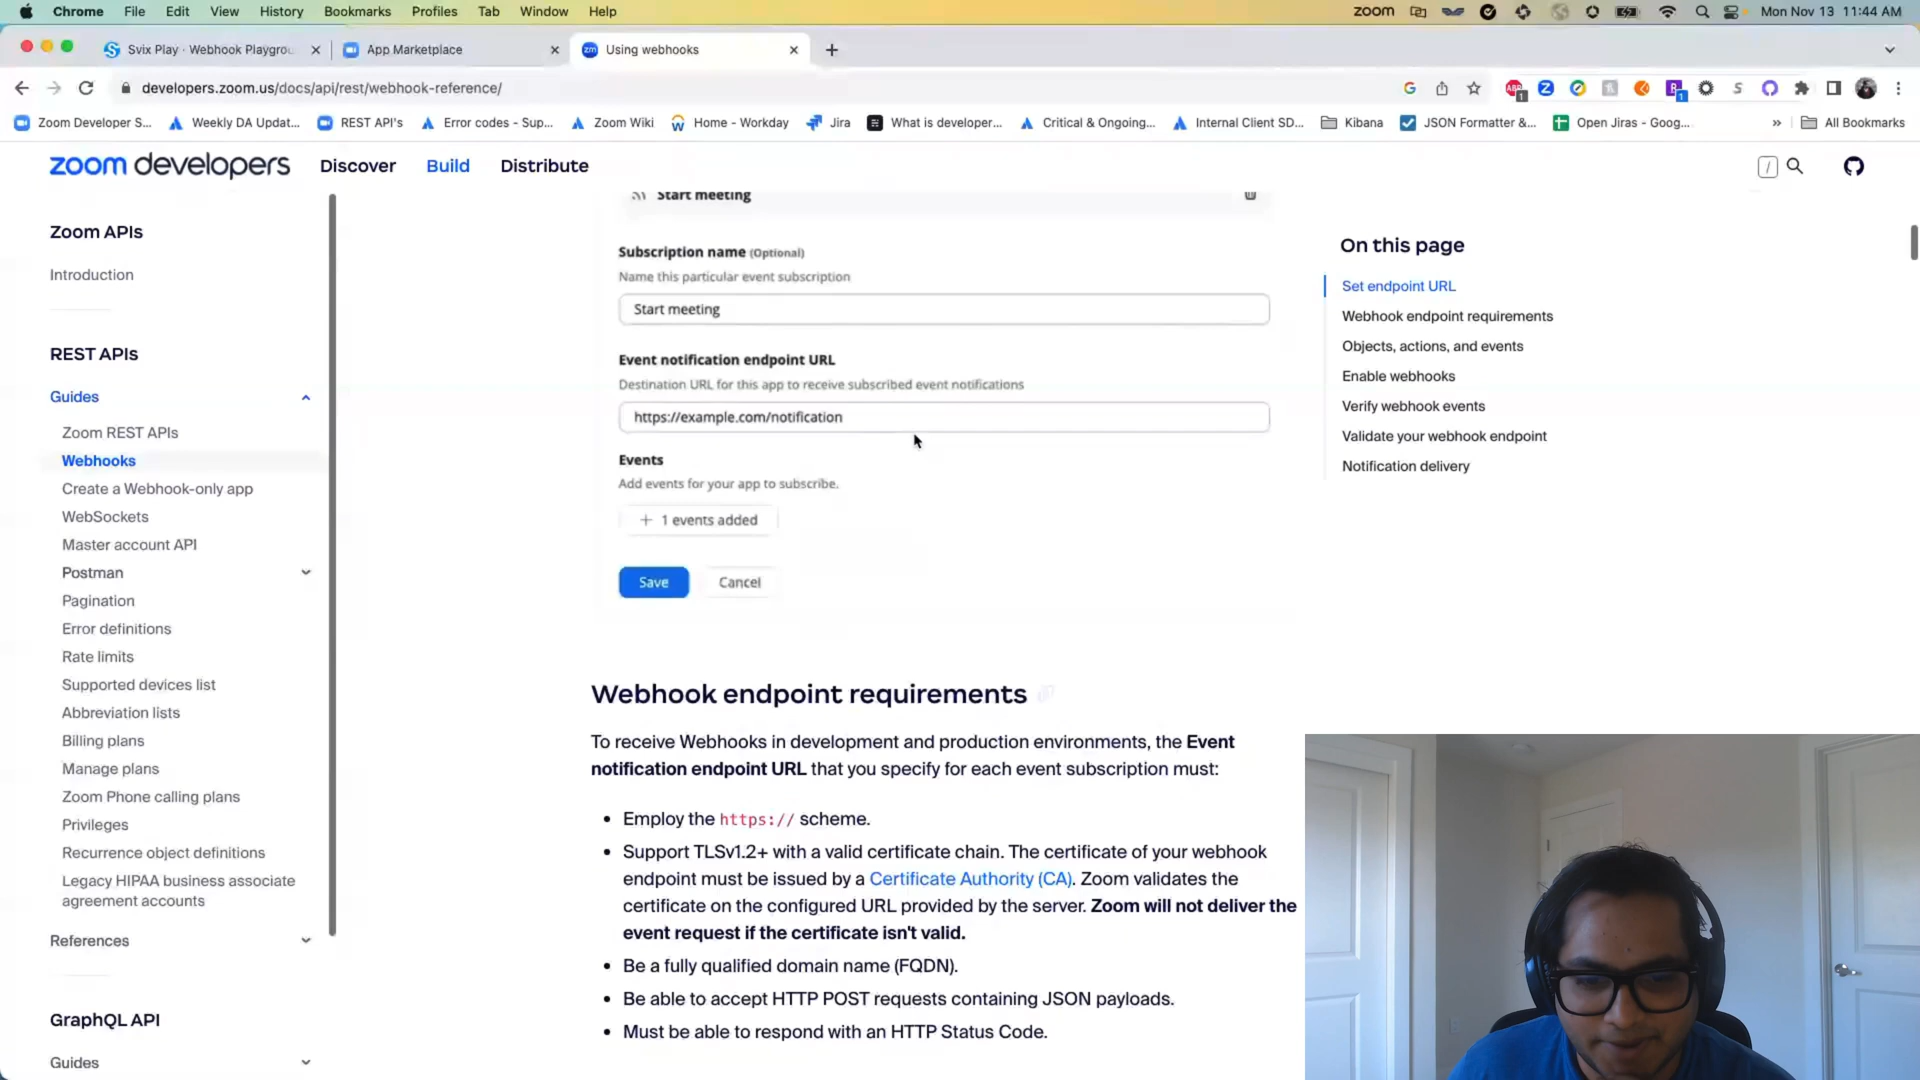 Chrome File Edit View History Bookmarks Profiles Tab Window Help
zoom Mon Nov 13 11:44 AM
Svix Play · Webhook Playgrou
App Marketplace
Using webhooks
developers.zoom.us/docs/api/rest/webhook-reference/
Zoom Developer S... Weekly DA Updat... REST API's Error codes - Sup... Zoom Wiki Home - Workday Jira What is developer... Critical & Ongoing... Internal Client SD... Kibana JSON Formatter &... Open Jiras - Goog... » All Bookmarks
zoom developers Discover Build Distribute
/
Zoom APIs
Introduction
REST APIs
Guides
Zoom REST APIs
Webhooks
Create a Webhook-only app
WebSockets
Master account API
Postman
Pagination
Error definitions
Rate limits
Supported devices list
Abbreviation lists
Billing plans
Manage plans
Zoom Phone calling plans
Privileges
Recurrence object definitions
Legacy HIPAA business associate
agreement accounts
References
GraphQL API
Guides
Start meeting
Subscription name (Optional)
Name this particular event subscription
Start meeting
Event notification endpoint URL
Destination URL for this app to receive subscribed event notifications
https://example.com/notification
Events
Add events for your app to subscribe.
+ 1 events added
Save Cancel
Webhook endpoint requirements
To receive Webhooks in development and production environments, the Event
notification endpoint URL that you specify for each event subscription must:
• Employ the https:// scheme.
• Support TLSv1.2+ with a valid certificate chain. The certificate of your webhook
endpoint must be issued by a Certificate Authority (CA). Zoom validates the
certificate on the configured URL provided by the server. Zoom will not deliver the
event request if the certificate isn't valid.
• Be a fully qualified domain name (FQDN).
• Be able to accept HTTP POST requests containing JSON payloads.
• Must be able to respond with an HTTP Status Code.
On this page
Set endpoint URL
Webhook endpoint requirements
Objects, actions, and events
Enable webhooks
Verify webhook events
Validate your webhook endpoint
Notification delivery